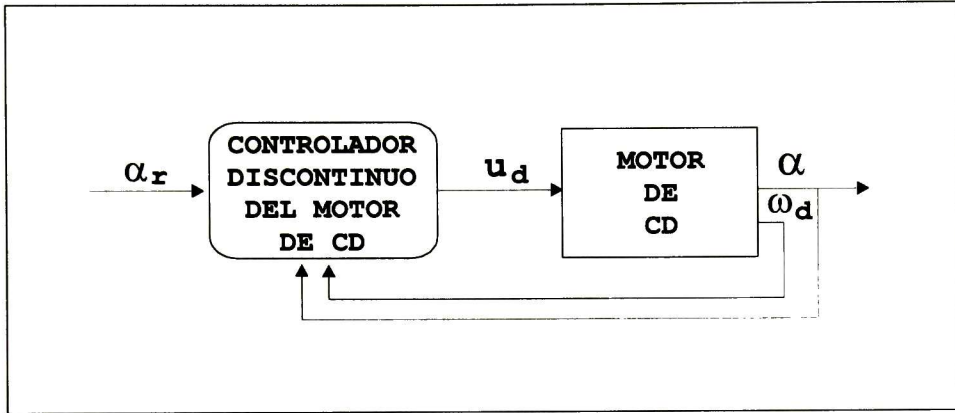 αr
CONTROLADOR
DISCONTINUO
DEL MOTOR
DE CD
ud
MOTOR
DE
CD
α
ωd